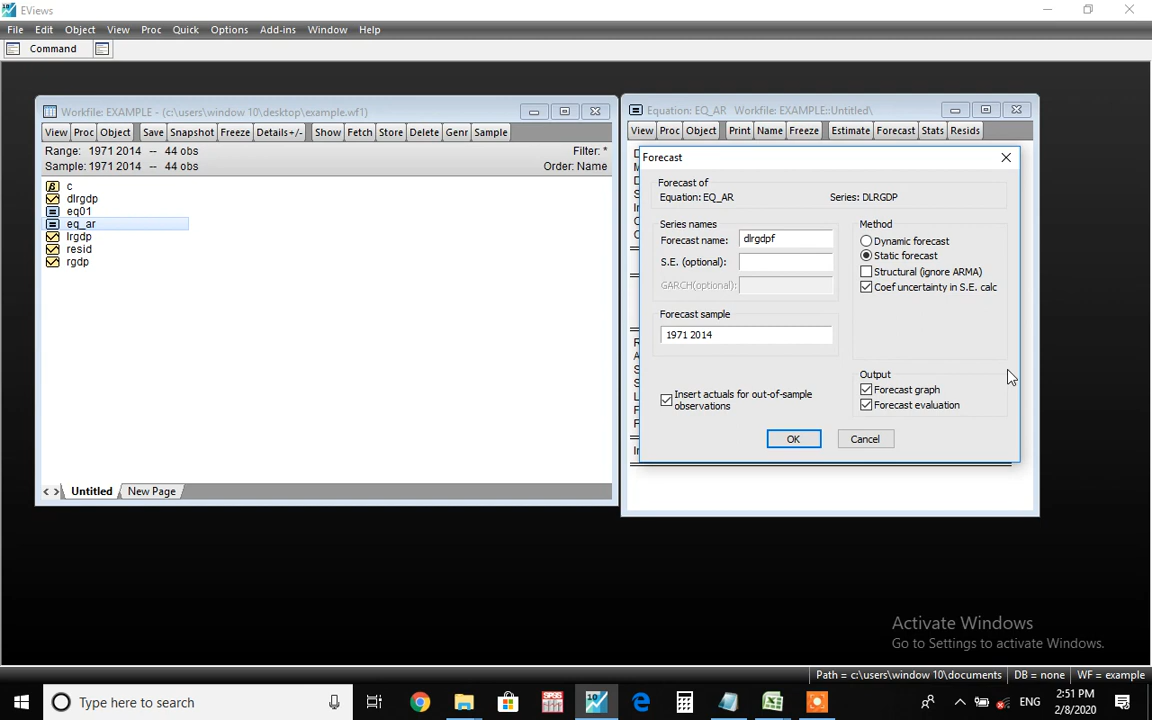 EViews
File Edit Object View Proc Quick Options Add-ins Window Help
Command
Workfile: EXAMPLE - (c:\users\window 10\desktop\example.wf1)
View Proc Object Save Snapshot Freeze Details+/- Show Fetch Store Delete Genr Sample
Range: 1971 2014 -- 44 obs Filter: *
Sample: 1971 2014 -- 44 obs Order: Name
c
dlrgdp
eq01
eq_ar
lrgdp
resid
rgdp
Untitled New Page
Equation: EQ_AR Workfile: EXAMPLE::Untitled\
View Proc Object Print Name Freeze Estimate Forecast Stats Resids
Forecast
Forecast of
Equation: EQ_AR Series: DLRGDP
Series names
Forecast name: dlrgdpf
S.E. (optional):
GARCH(optional):
Forecast sample
1971 2014
Insert actuals for out-of-sample
observations
Method
Dynamic forecast
Static forecast
Structural (ignore ARMA)
Coef uncertainty in S.E. calc
Output
Forecast graph
Forecast evaluation
OK Cancel
Activate Windows
Go to Settings to activate Windows.
Path = c:\users\window 10\documents DB = none WF = example
Type here to search
SPSS
10
ENG
2:51 PM
2/8/2020